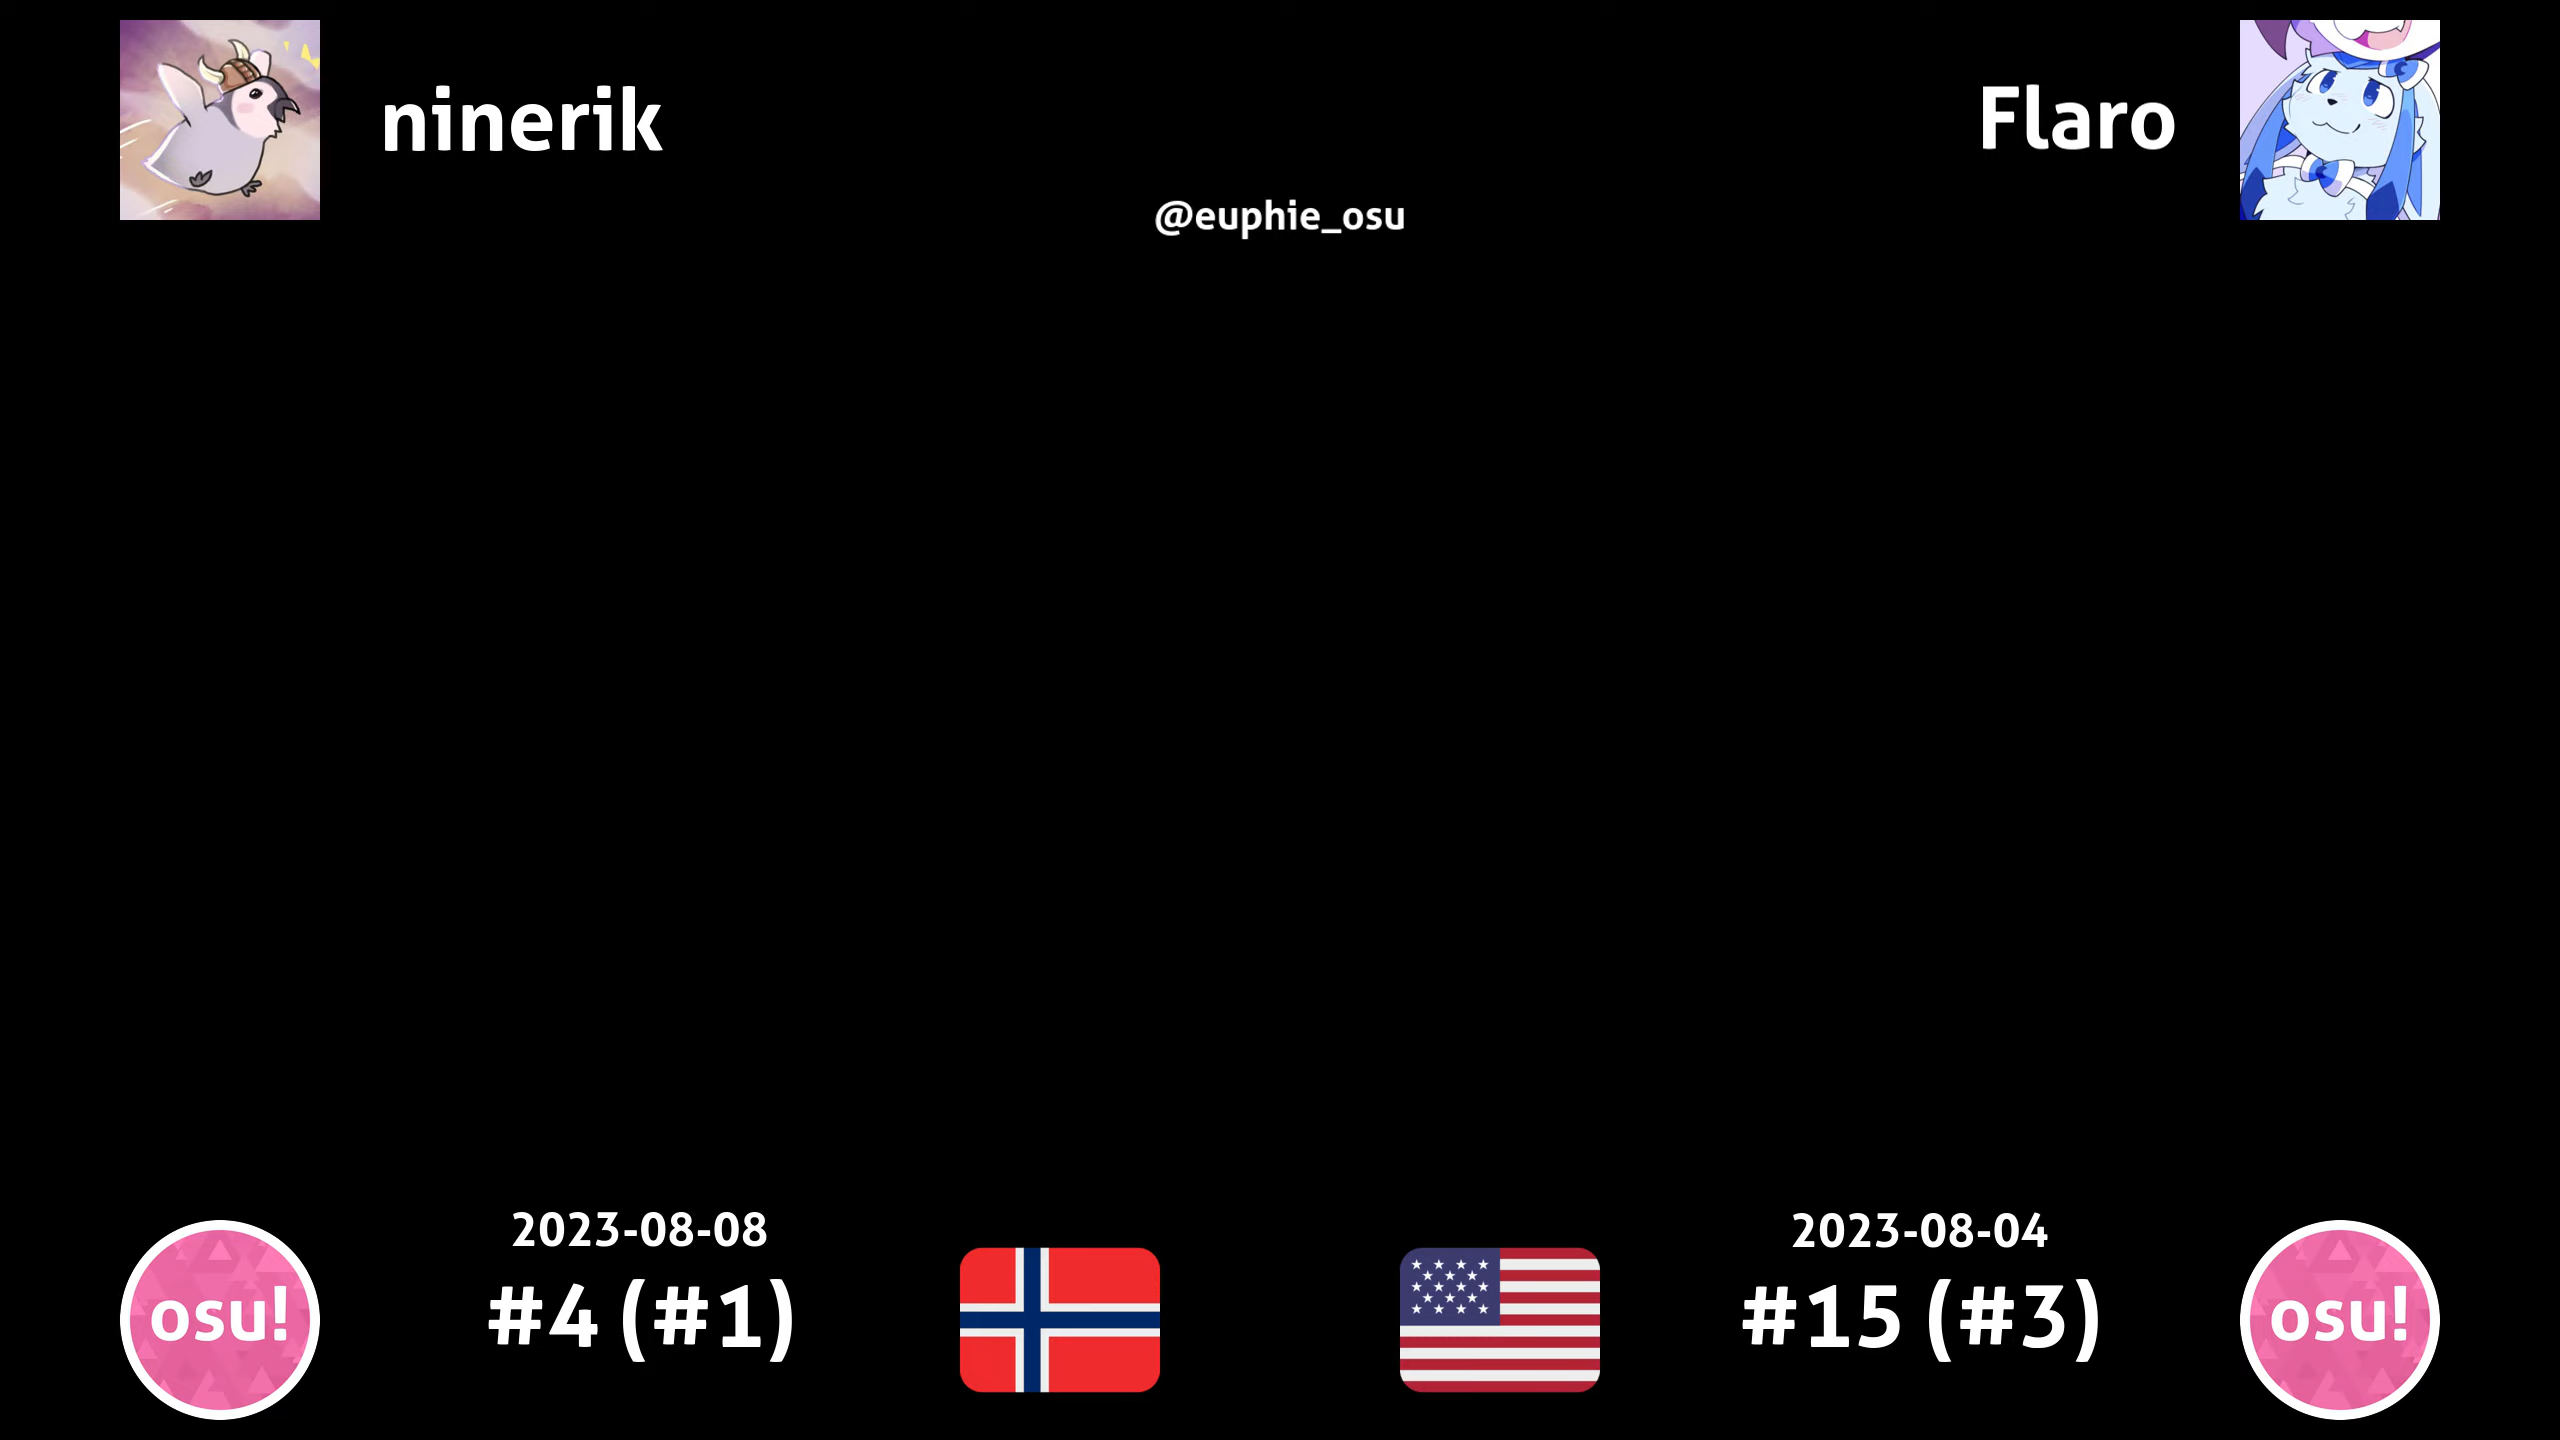 ninerik
Flaro
@euphie_osu
2023-08-08
#4 (#1)
2023-08-04
#15 (#3)
osu!
osu!